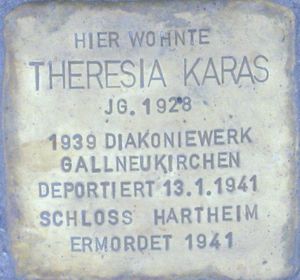 HIER WOHNTE
THERESIA KARAS
JG. 1928
1939 DIAKONIEWERK
GALLNEUKIRCHEN
DEPORTIERT 13.1.1941
SCHLOSS HARTHEIM
ERMORDET 1941